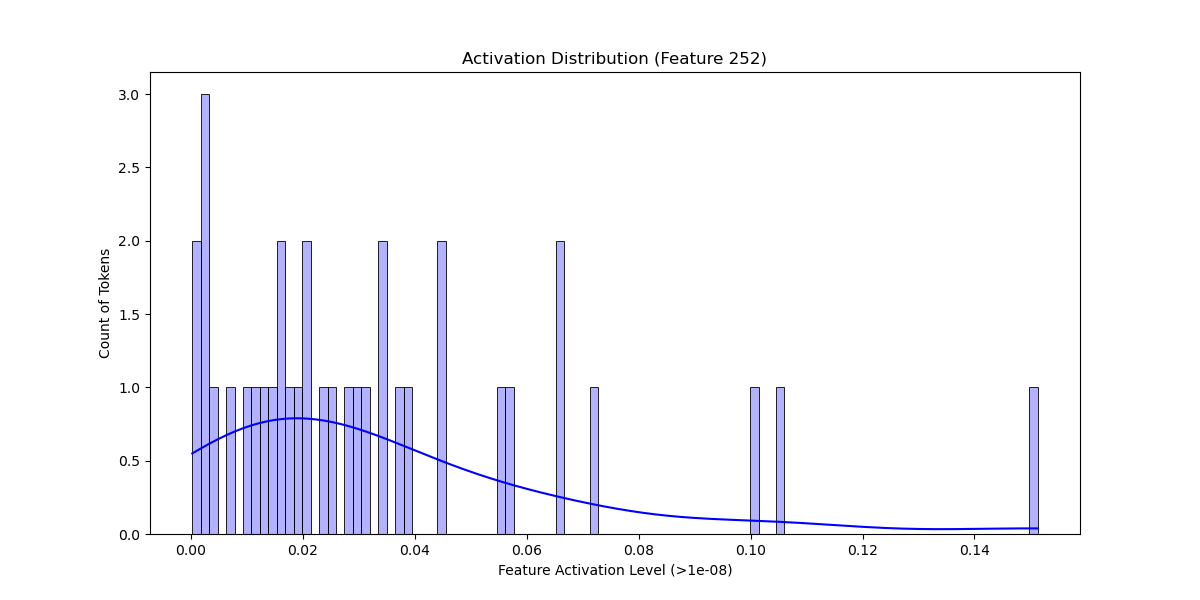 Activation Distribution (Feature 252)
3.0
2.5
2.0
1.5
1.0
0.5
0.0
Count of Tokens
0.00 0.02 0.04 0.06 0.08 0.10 0.12 0.14
Feature Activation Level (>1e-08)